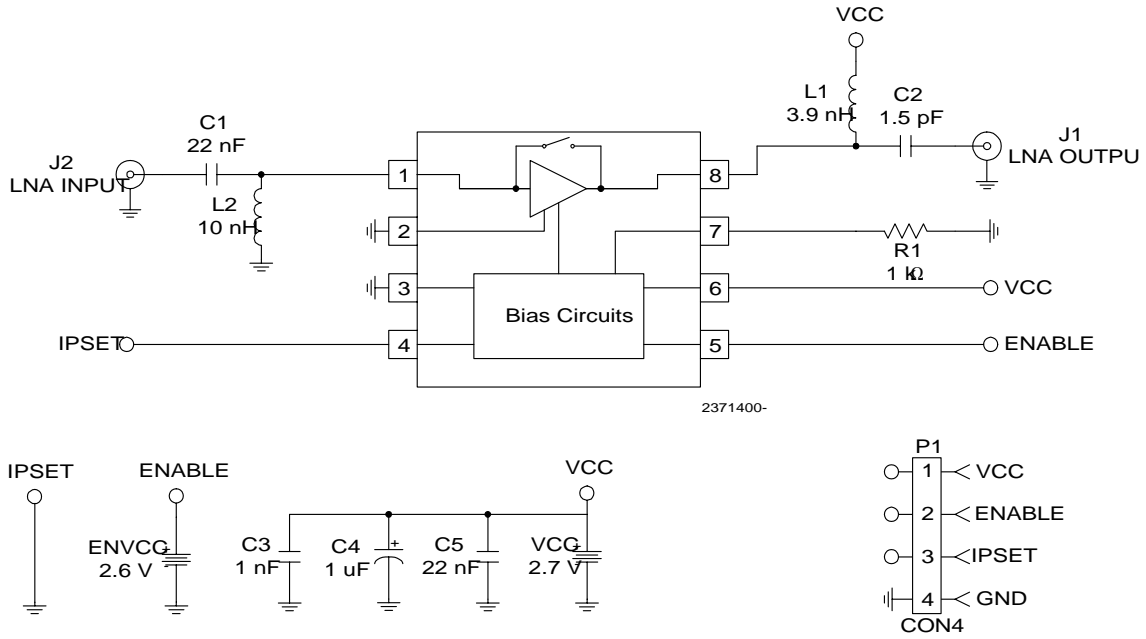 VCC
L1
3.9 nH
C2
1.5 pF
J1
LNA OUTPU
C1
22 nF
J2
LNA INPUT
L2
10 nH
1
2
3
4
8
7
6
5
Bias Circuits
R1
1 kΩ
VCC
IPSET
ENABLE
2371400-
IPSET
ENABLE
VCC
ENVCC
+
2.6 V
C3
1 nF
C4
1 uF
+
C5
22 nF
VCC
+
2.7 V
P1
1 VCC
2 ENABLE
3 IPSET
4 GND
CON4